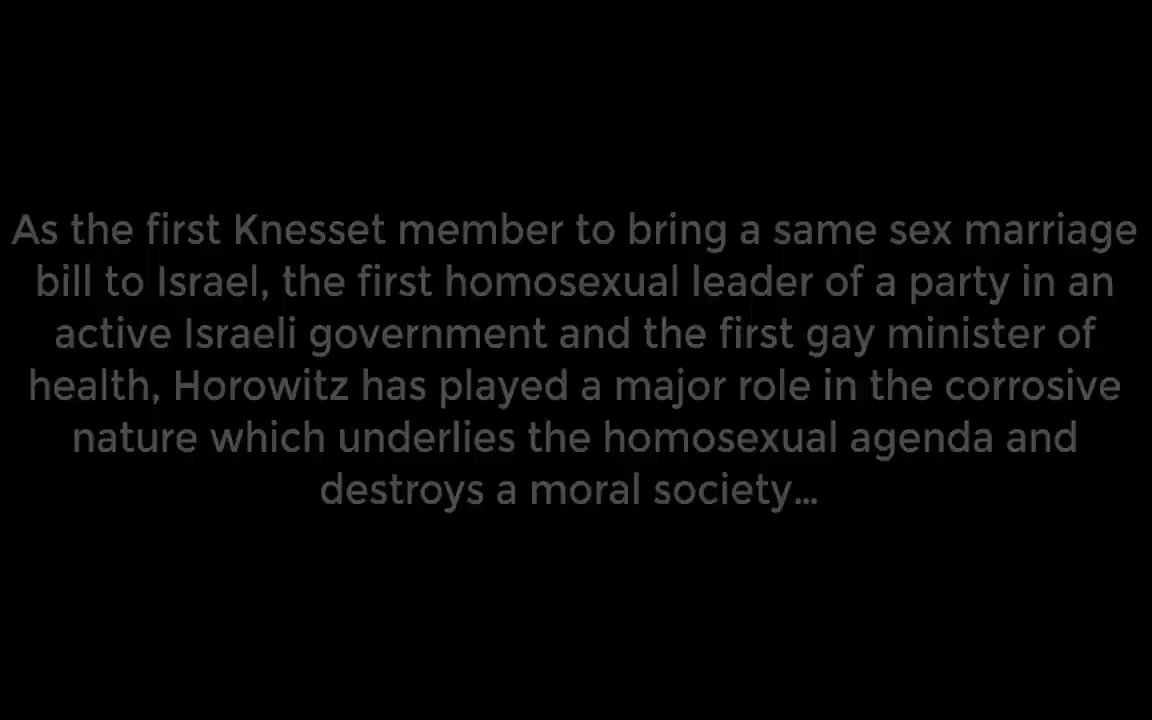 As the first Knesset member to bring a same sex marriage
bill to Israel, the first homosexual leader of a party in an
active Israeli government and the first gay minister of
health, Horowitz has played a major role in the corrosive
nature which underlies the homosexual agenda and
destroys a moral society...